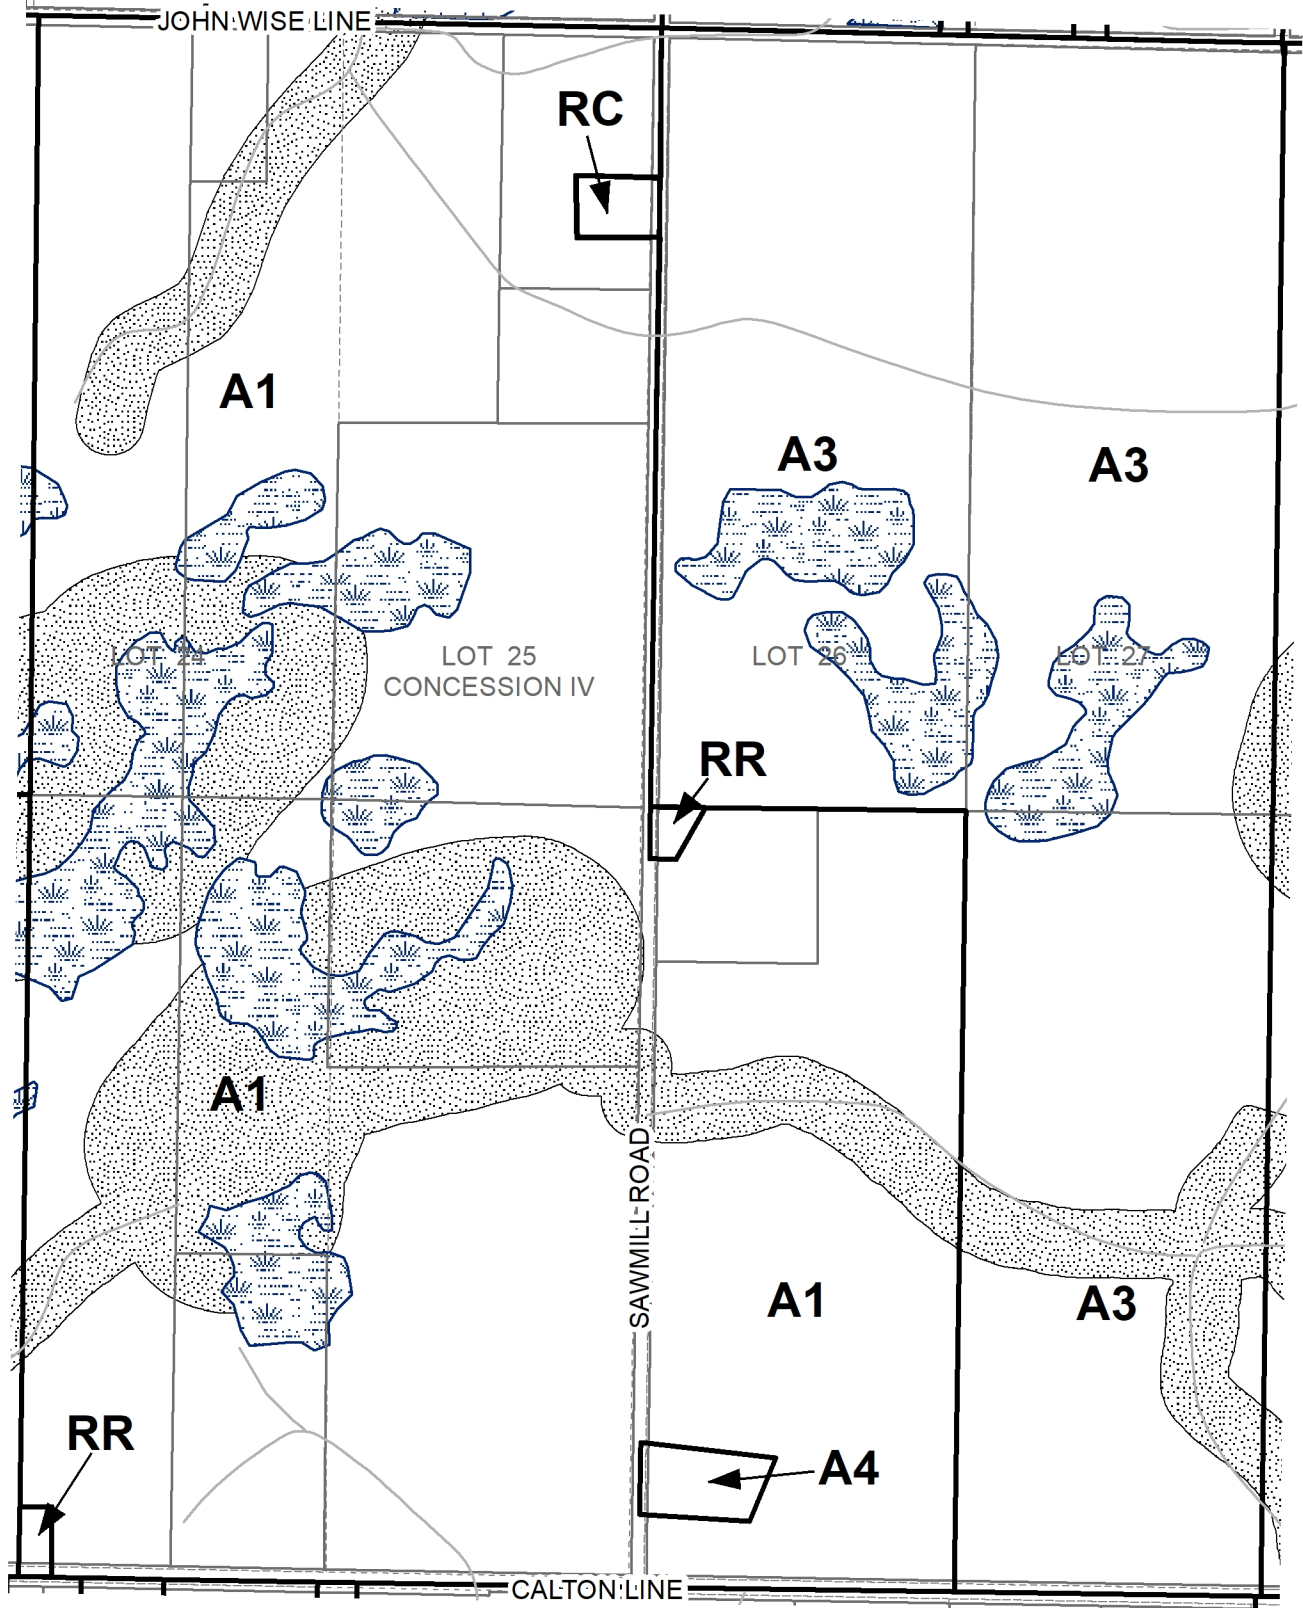 JOHN WISE LINE
RC
A1
A3
A3
LOT 24
LOT 25
CONCESSION IV
LOT 26
LOT 27
RR
A1
SAWMILL ROAD
A1
A3
RR
A4
CALTON LINE